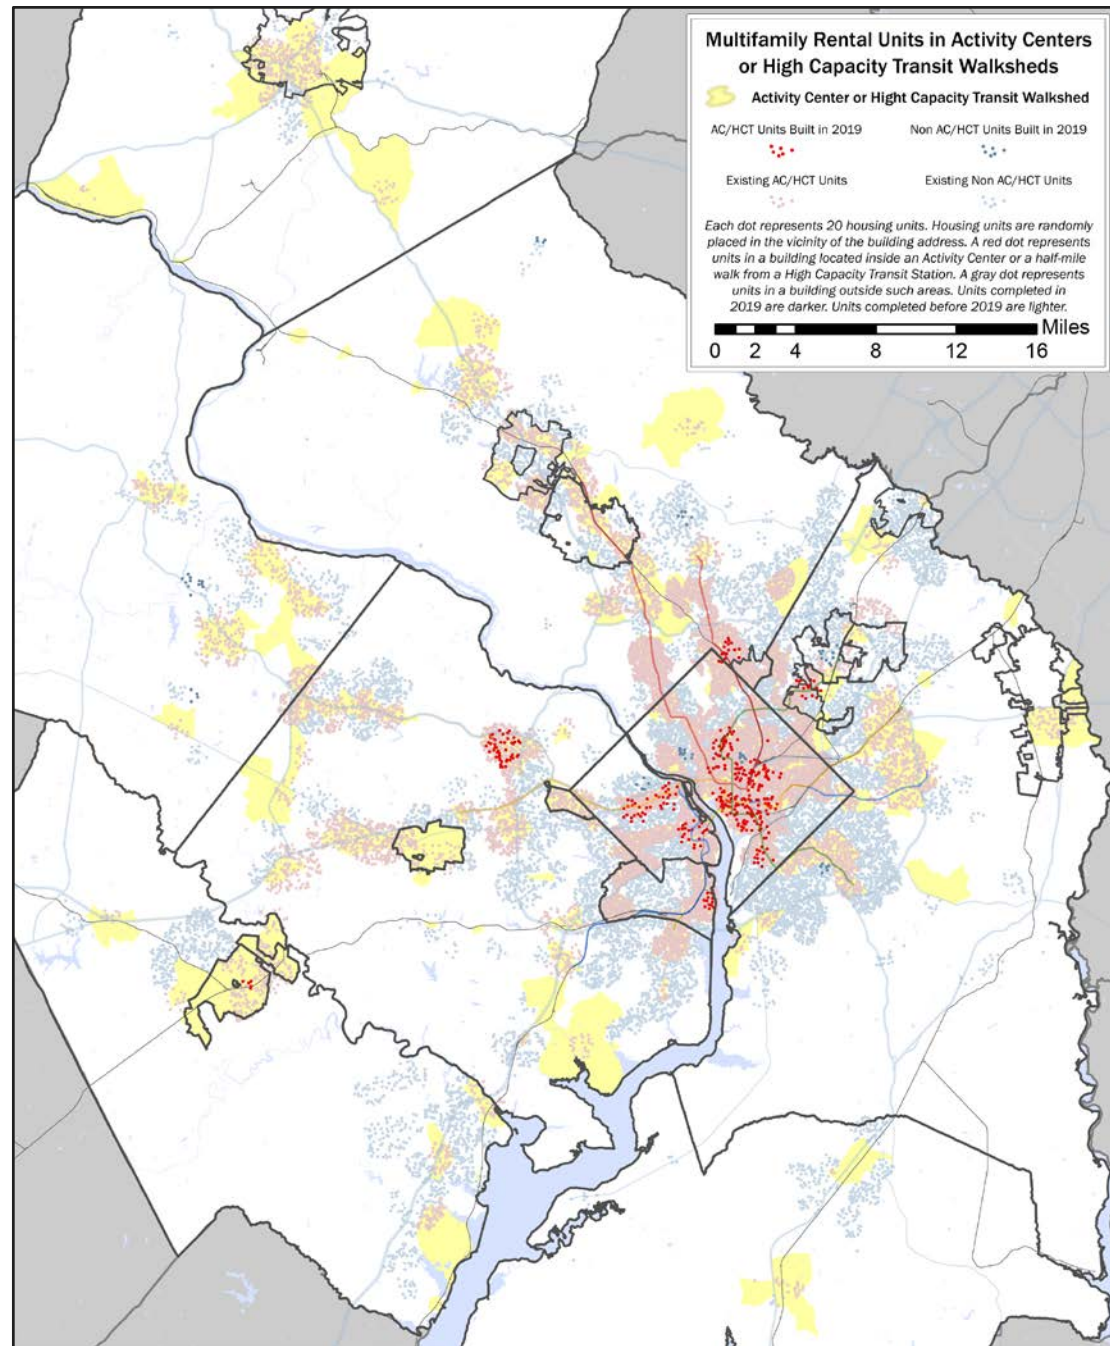 Multifamily Rental Units in Activity Centers
or High Capacity Transit Walksheds
Activity Center or Hight Capacity Transit Walkshed
AC/HCT Units Built in 2019
Non AC/HCT Units Built in 2019
Existing AC/HCT Units
Existing Non AC/HCT Units
Each dot represents 20 housing units. Housing units are randomly
placed in the vicinity of the building address. A red dot represents
units in a building located inside an Activity Center or a half-mile
walk from a High Capacity Transit Station. A gray dot represents
units in a building outside such areas. Units completed in
2019 are darker. Units completed before 2019 are lighter.
Miles
0 2 4 8 12 16